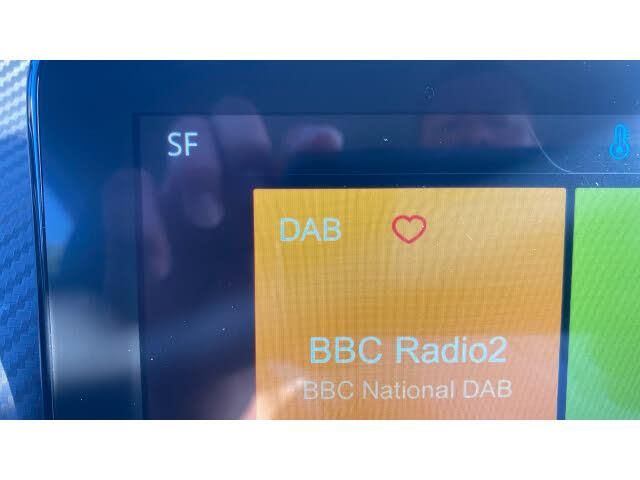 SF
DAB
BBC Radio2
BBC National DAB